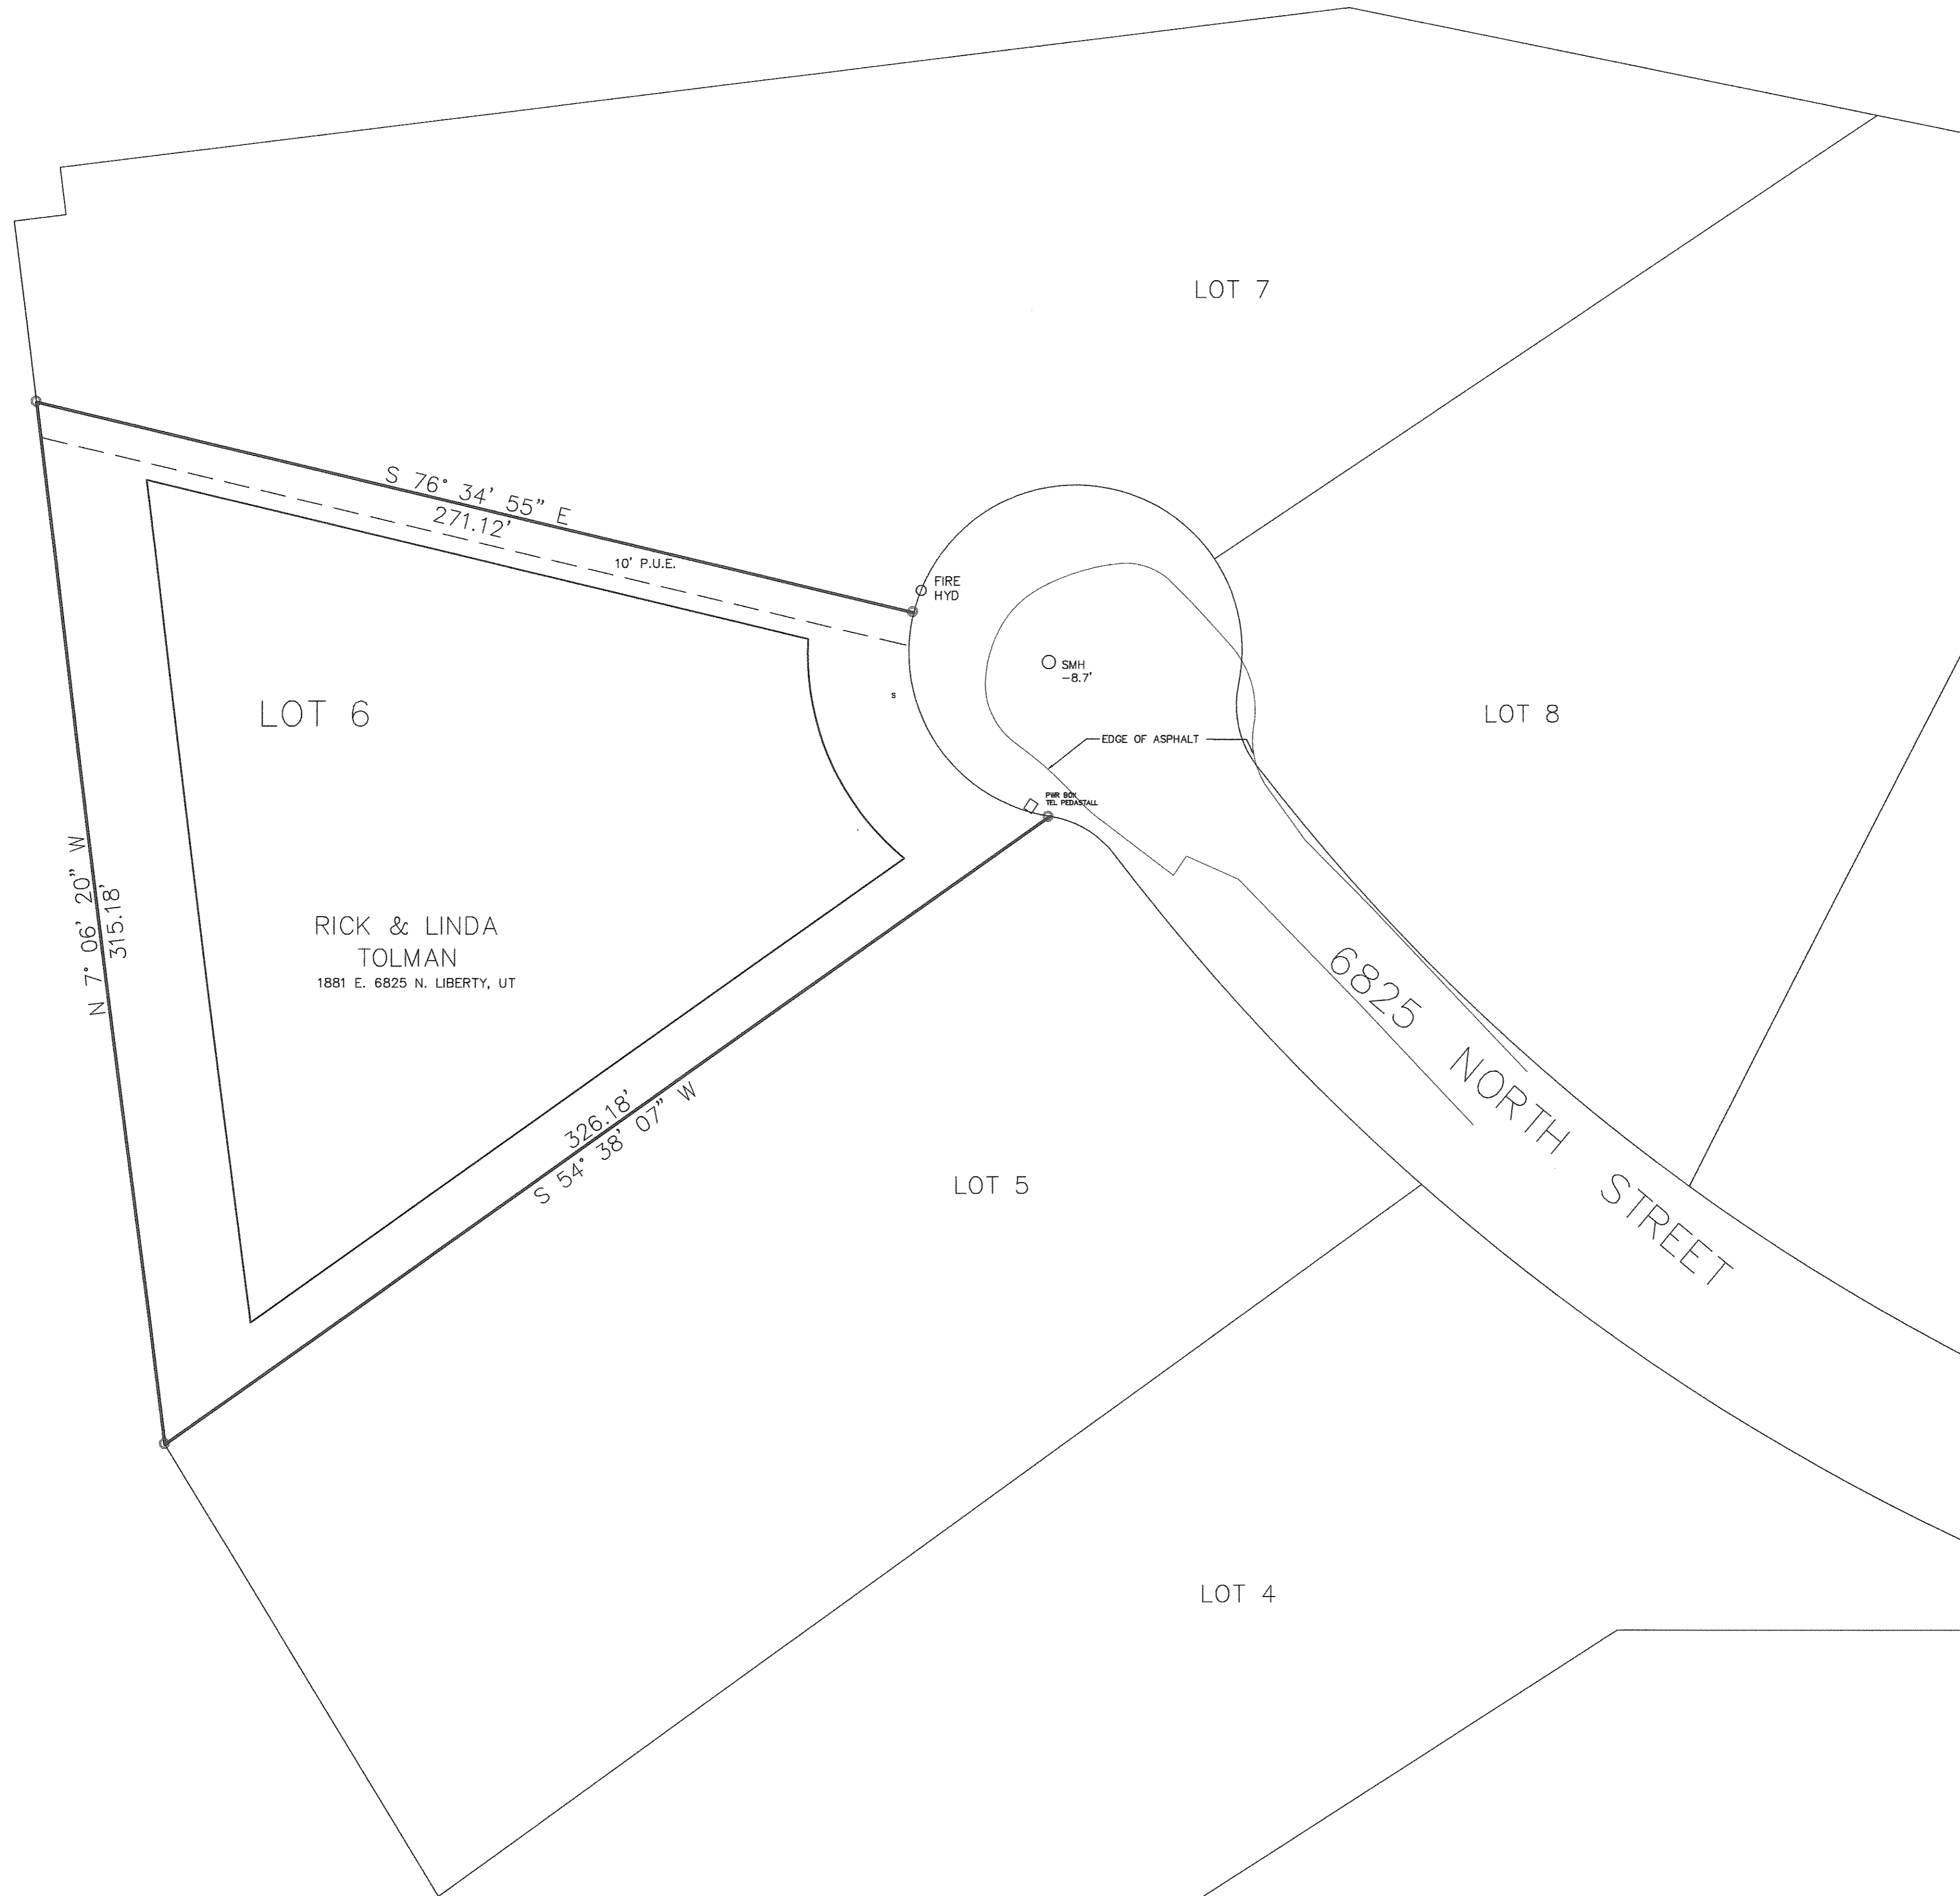 LOT 7
S 76° 34' 55" E
271.12'
10' P.U.E.
FIRE
HYD
SMH
-8.7'
S
LOT 6
LOT 8
EDGE OF ASPHALT
PWR BOX
TEL PEDASTALL
N 7° 06' 20" W
315.18'
RICK & LINDA
TOLMAN
1881 E. 6825 N. LIBERTY, UT
6825 NORTH STREET
326.18'
S 54° 38' 07" W
LOT 5
LOT 4